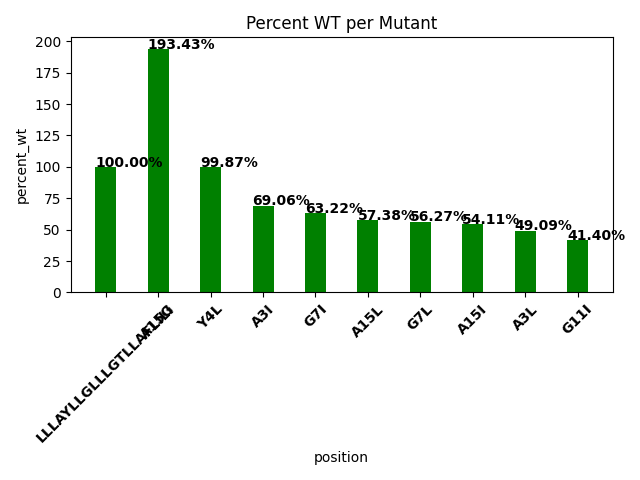 Percent WT per Mutant
percent_wt
200
175
150
125
100
75
50
25
0
100.00%
193.43%
99.87%
69.06%
63.22%
57.38%
56.27%
54.11%
49.09%
41.40%
Y4L
A3I
G7I
A15L
G7L
A15I
A3L
G11I
position